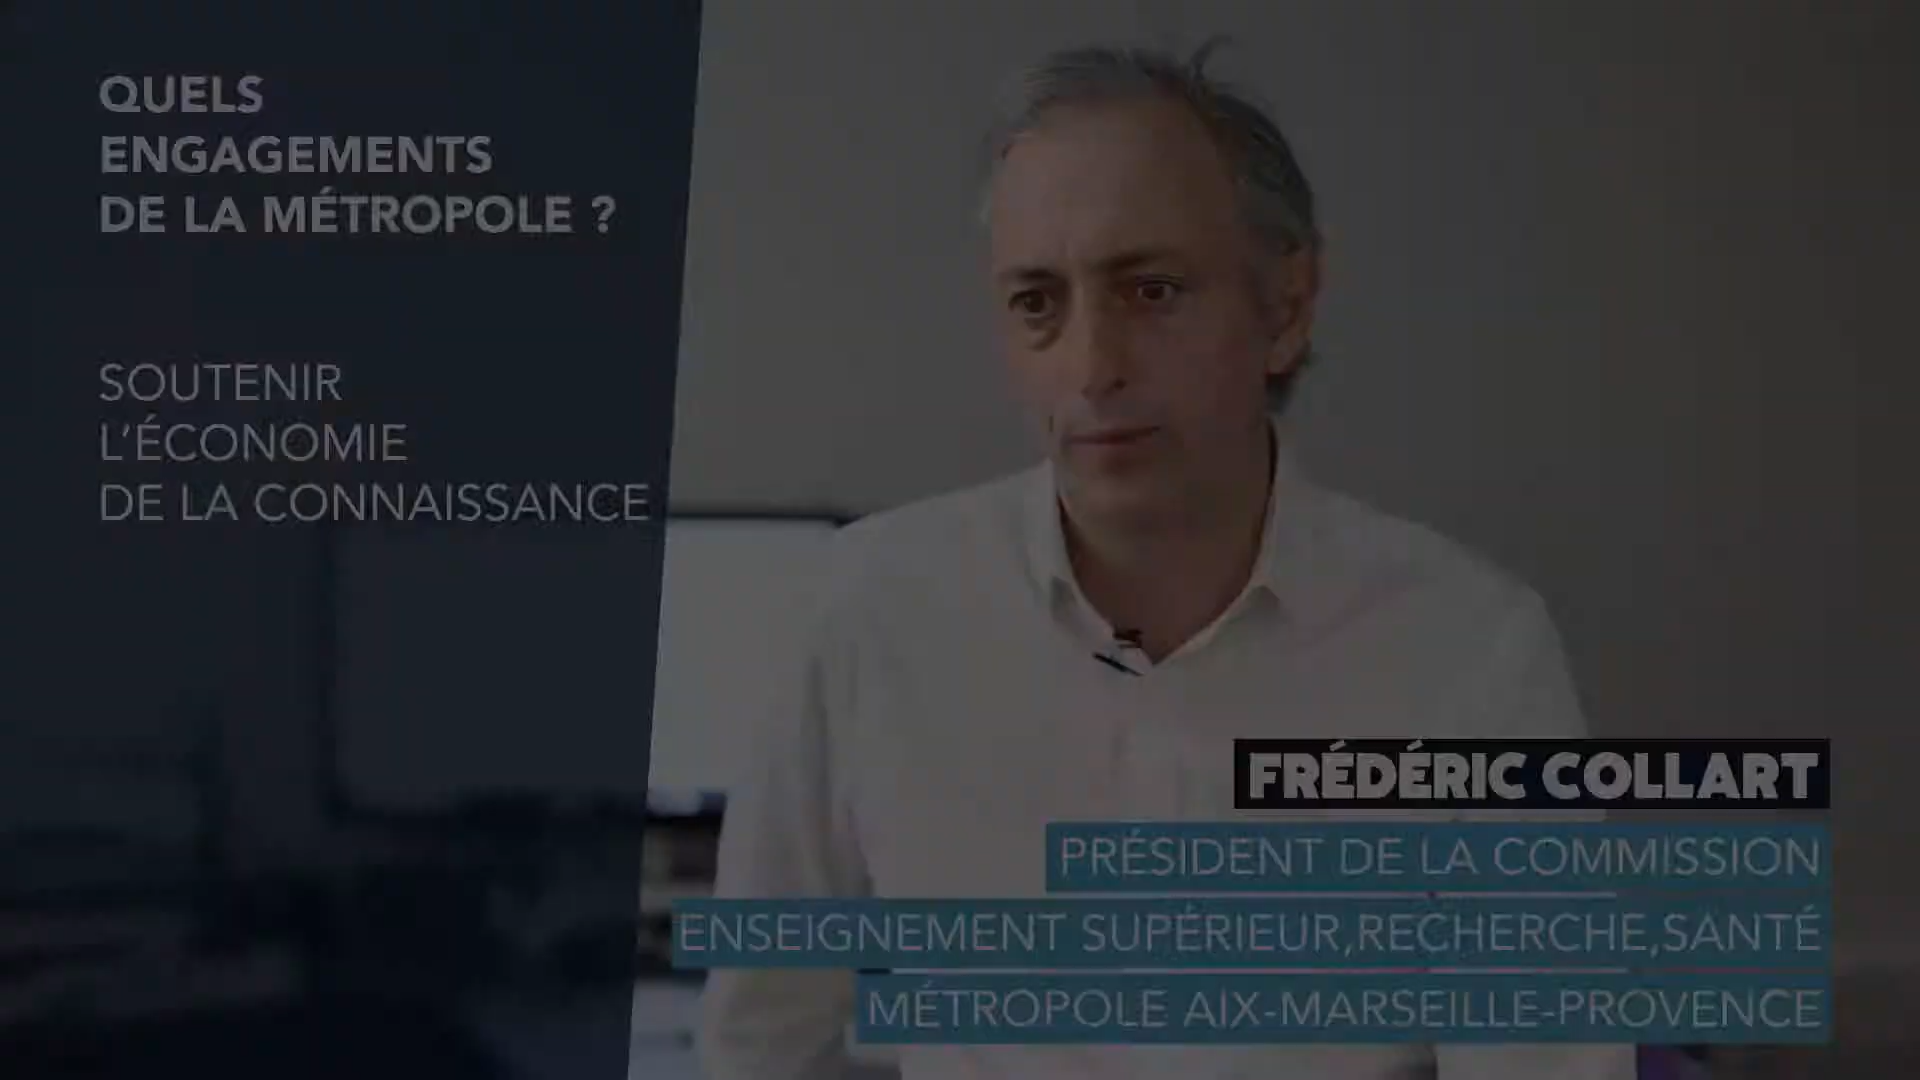 QUELS
ENGAGEMENTS
DE LA MÉTROPOLE ?
SOUTENIR
L’ÉCONOMIE
DE LA CONNAISSANCE
FRÉDÉRIC COLLART
PRÉSIDENT DE LA COMMISSION
ENSEIGNEMENT SUPÉRIEUR,RECHERCHE,SANTÉ
MÉTROPOLE AIX-MARSEILLE-PROVENCE